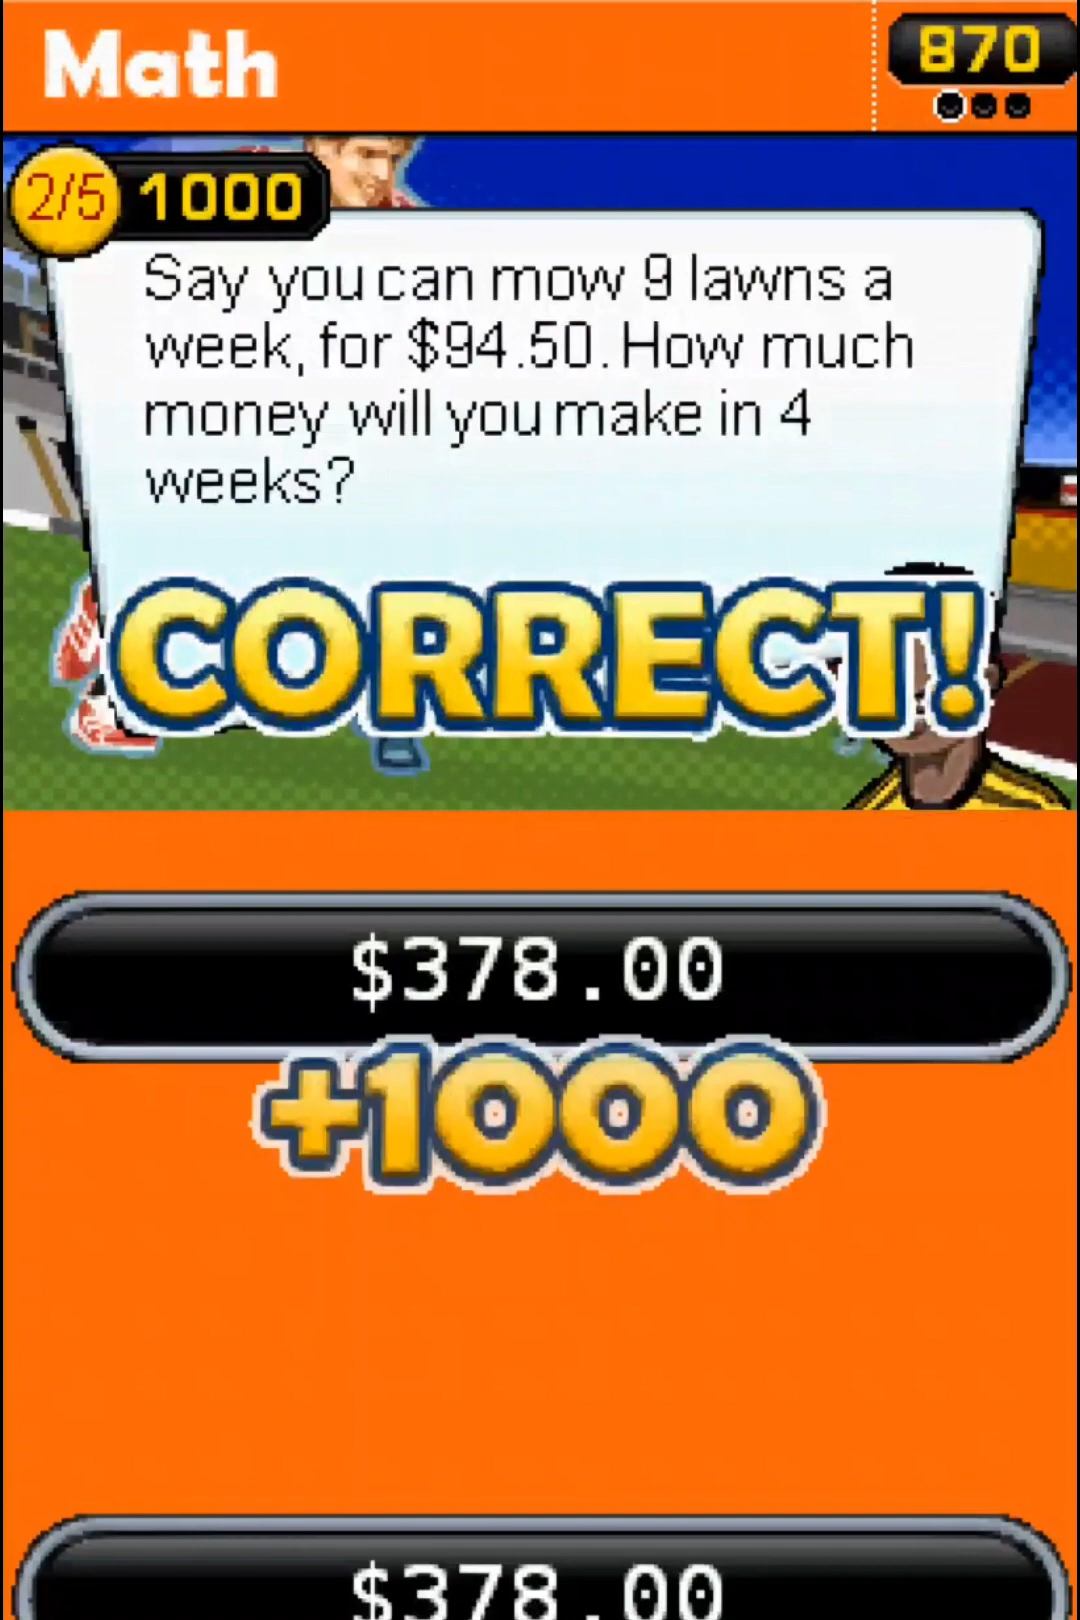 Math
870
2/5 1000
Say you can mow 9 lawns a
week, for $94.50. How much
money will you make in 4
weeks?
CORRECT!
$378.00
+1000
$378.00